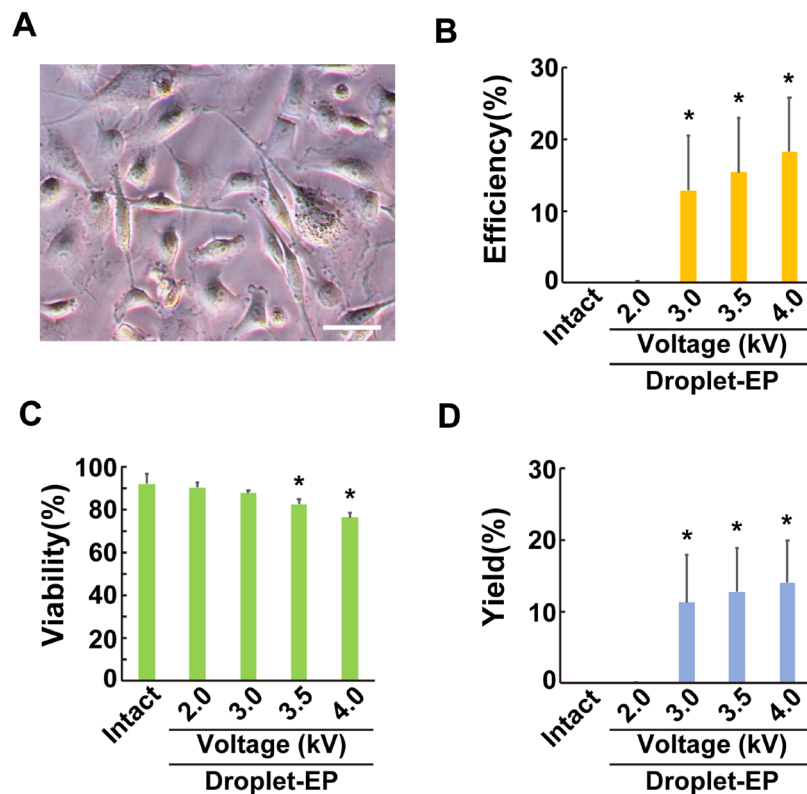 A
B
Efficiency(%)
30
20
10
0
*
*
*
Intact
2.0
3.0
3.5
4.0
Voltage (kV)
Droplet-EP
C
Viability(%)
100
80
60
40
20
0
*
*
Intact
2.0
3.0
3.5
4.0
Voltage (kV)
Droplet-EP
D
Yield(%)
30
20
10
0
*
*
*
Intact
2.0
3.0
3.5
4.0
Voltage (kV)
Droplet-EP